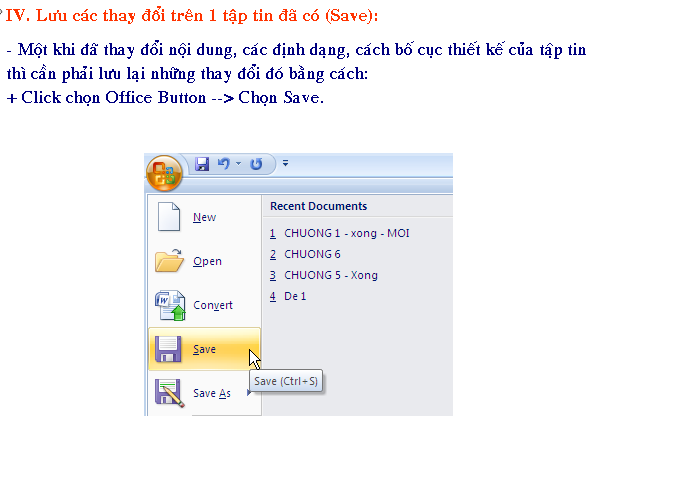 IV. Lưu các thay đổi trên 1 tập tin đã có (Save):
- Một khi đã thay đổi nội dung, các định dạng, cách bố cục thiết kế của tập tin
thì cần phải lưu lại những thay đổi đó bằng cách:
+ Click chọn Office Button --> Chọn Save.
Recent Documents
New
1 CHUONG 1 - xong - MOI
2 CHUONG 6
Open
3 CHUONG 5 - Xong
4 De 1
Convert
Save
Save (Ctrl+S)
Save As